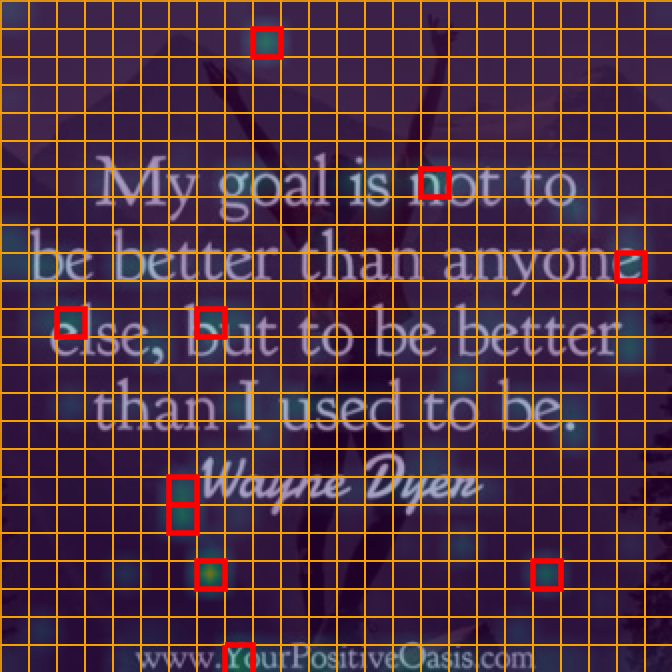 My goal is not to
be better than anyone
else, but to be better
than I used to be.
Wayne Dyer
www.YourPositiveOasis.com